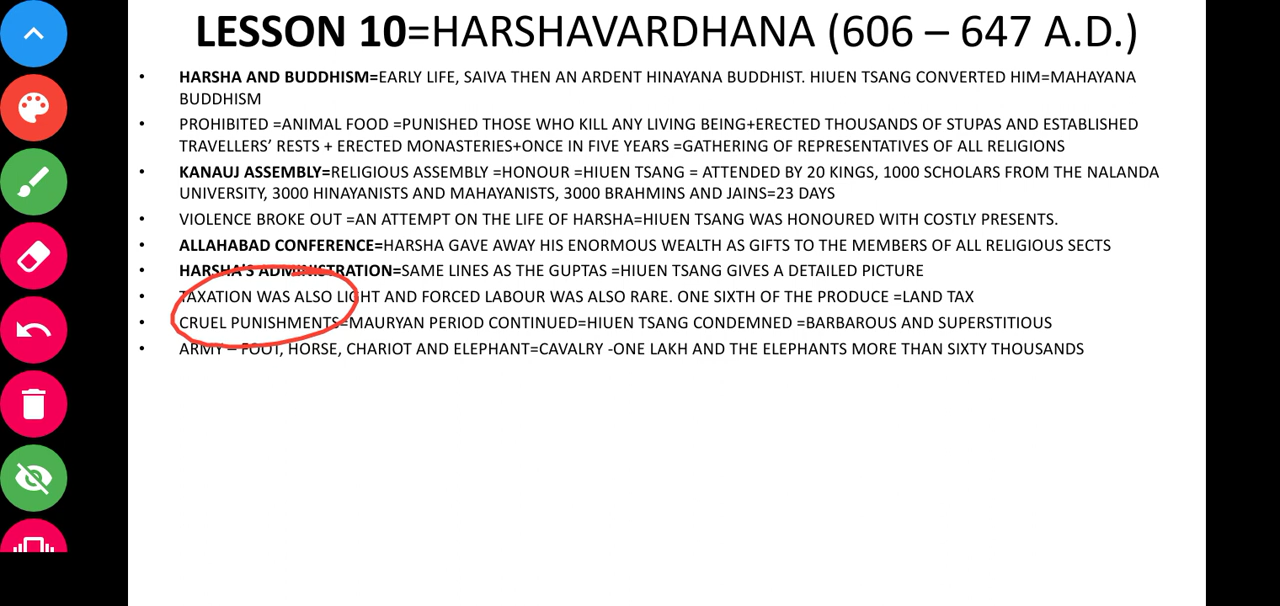 LESSON 10=HARSHAVARDHANA (606 – 647 A.D.)
• HARSHA AND BUDDHISM=EARLY LIFE, SAIVA THEN AN ARDENT HINAYANA BUDDHIST. HIUEN TSANG CONVERTED HIM=MAHAYANA
BUDDHISM
• PROHIBITED =ANIMAL FOOD =PUNISHED THOSE WHO KILL ANY LIVING BEING+ERECTED THOUSANDS OF STUPAS AND ESTABLISHED
TRAVELLERS’ RESTS + ERECTED MONASTERIES+ONCE IN FIVE YEARS =GATHERING OF REPRESENTATIVES OF ALL RELIGIONS
• KANAUJ ASSEMBLY=RELIGIOUS ASSEMBLY =HONOUR =HIUEN TSANG = ATTENDED BY 20 KINGS, 1000 SCHOLARS FROM THE NALANDA
UNIVERSITY, 3000 HINAYANISTS AND MAHAYANISTS, 3000 BRAHMINS AND JAINS=23 DAYS
• VIOLENCE BROKE OUT =AN ATTEMPT ON THE LIFE OF HARSHA=HIUEN TSANG WAS HONOURED WITH COSTLY PRESENTS.
• ALLAHABAD CONFERENCE=HARSHA GAVE AWAY HIS ENORMOUS WEALTH AS GIFTS TO THE MEMBERS OF ALL RELIGIOUS SECTS
• HARSHA'S ADMINISTRATION=SAME LINES AS THE GUPTAS =HIUEN TSANG GIVES A DETAILED PICTURE
• TAXATION WAS ALSO LIGHT AND FORCED LABOUR WAS ALSO RARE. ONE SIXTH OF THE PRODUCE =LAND TAX
• CRUEL PUNISHMENTS=MAURYAN PERIOD CONTINUED=HIUEN TSANG CONDEMNED =BARBAROUS AND SUPERSTITIOUS
• ARMY – FOOT, HORSE, CHARIOT AND ELEPHANT=CAVALRY -ONE LAKH AND THE ELEPHANTS MORE THAN SIXTY THOUSANDS